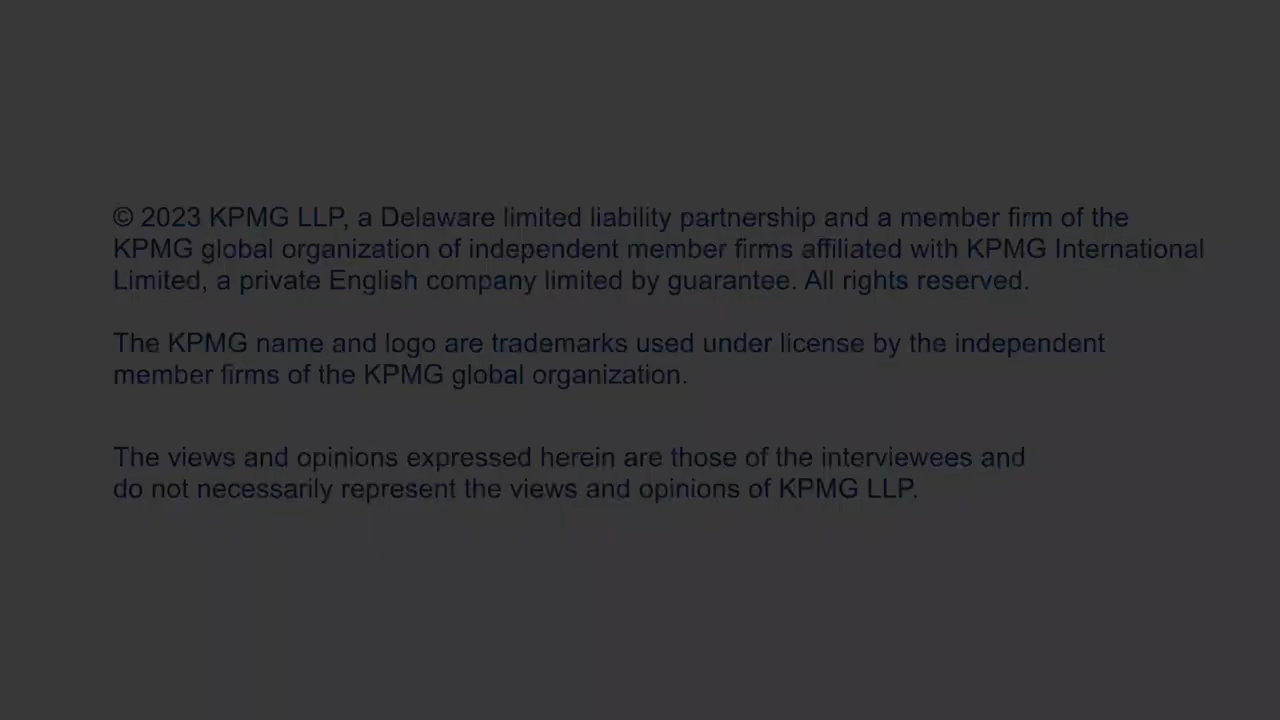 © 2023 KPMG LLP, a Delaware limited liability partnership and a member firm of the
KPMG global organization of independent member firms affiliated with KPMG International
Limited, a private English company limited by guarantee. All rights reserved.
The KPMG name and logo are trademarks used under license by the independent
member firms of the KPMG global organization.
The views and opinions expressed herein are those of the interviewees and
do not necessarily represent the views and opinions of KPMG LLP.